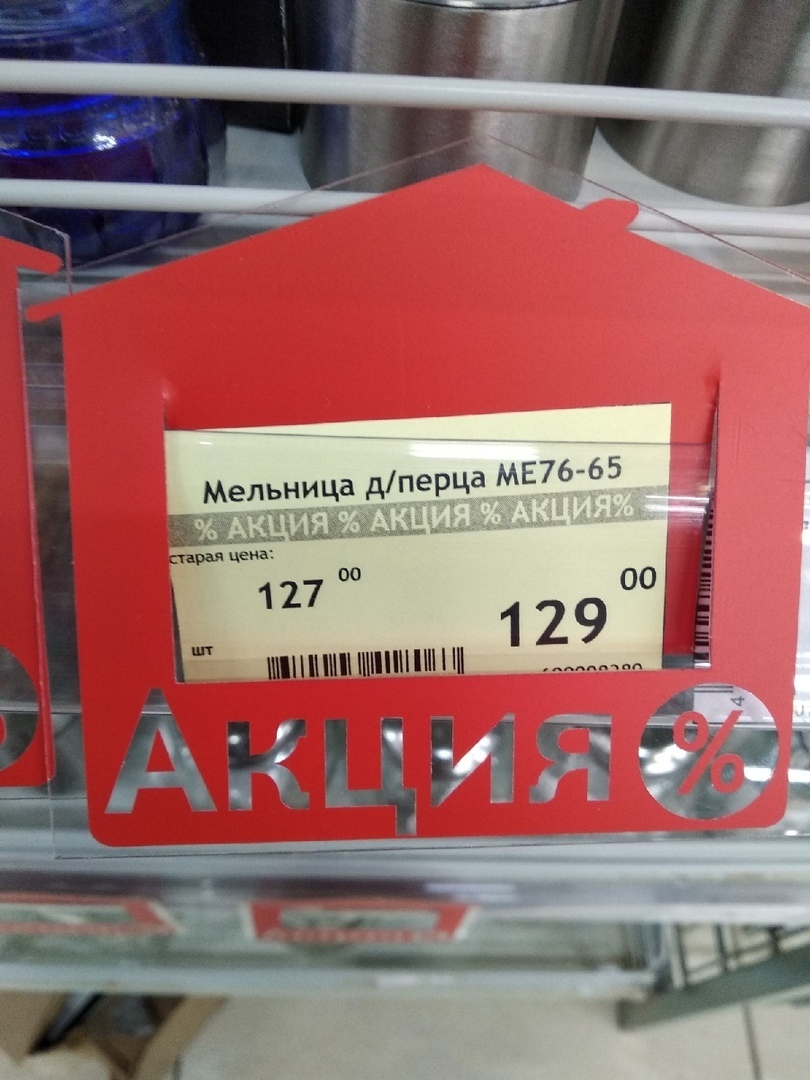 Мельница д/перца МЕ76-65
% АКЦИЯ % АКЦИЯ % АКЦИЯ%
старая цена:
127 00
129 00
шт
Акция %